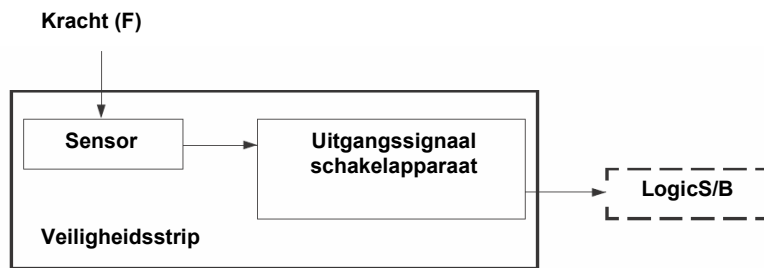 Kracht (F)
Sensor
Uitgangssignaal
schakelapparaat
LogicS/B
Veiligheidsstrip